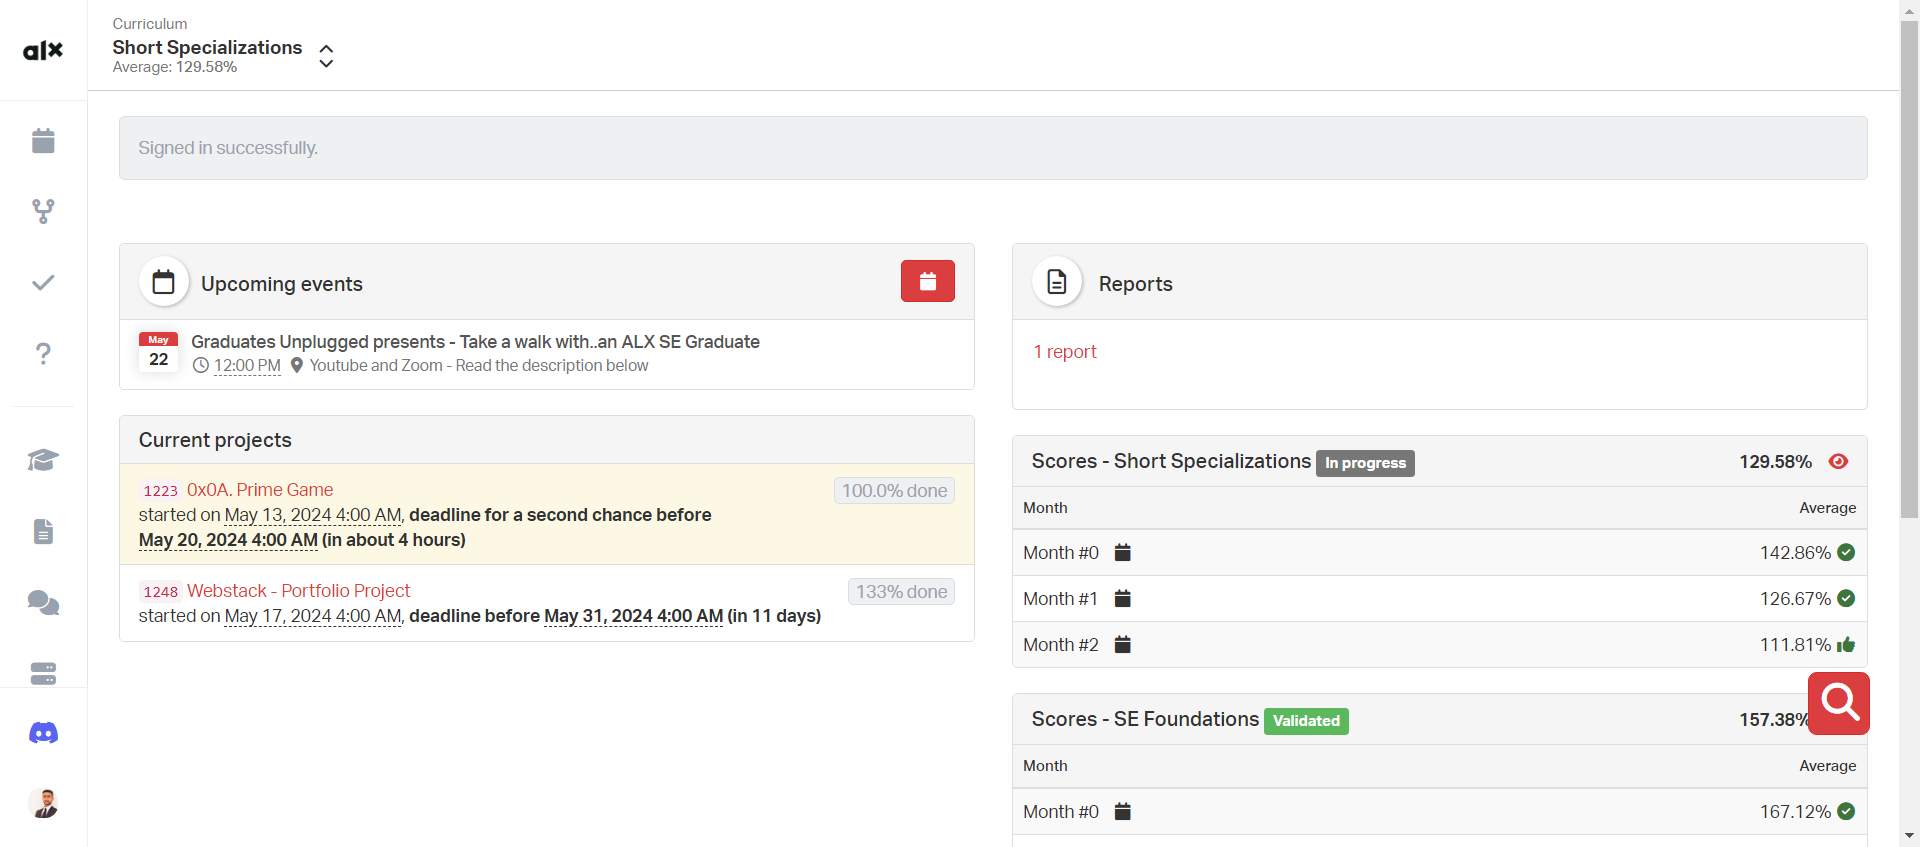 alx
Curriculum
Short Specializations
Average: 129.58%
Signed in successfully.
Upcoming events
May
22
Graduates Unplugged presents - Take a walk with..an ALX SE Graduate
12:00 PM Youtube and Zoom - Read the description below
Current projects
1223 0x0A. Prime Game 100.0% done
started on May 13, 2024 4:00 AM, deadline for a second chance before
May 20, 2024 4:00 AM (in about 4 hours)
1248 Webstack - Portfolio Project 133% done
started on May 17, 2024 4:00 AM, deadline before May 31, 2024 4:00 AM (in 11 days)
Reports
1 report
Scores - Short Specializations In progress 129.58%
Month Average
Month #0 142.86%
Month #1 126.67%
Month #2 111.81%
Scores - SE Foundations Validated 157.38%
Month Average
Month #0 167.12%